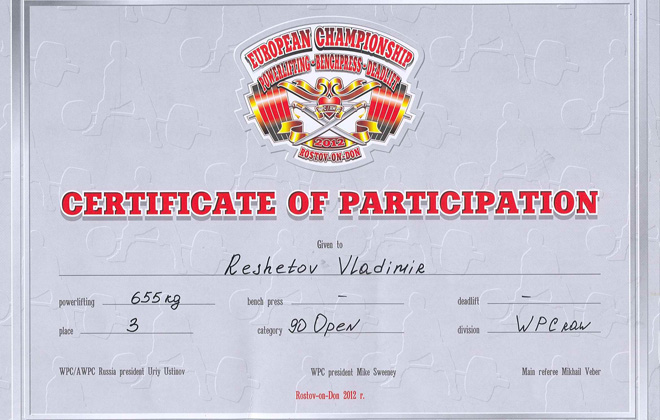 EUROPEAN CHAMPIONSHIP
POWERLIFTING - BENCHPRESS - DEADLIFT
2012
ROSTOV-ON-DON
CERTIFICATE OF PARTICIPATION
Given to
Reshetov Vladimir
powerlifting 655 kg bench press – deadlift –
place 3 category 90 Open division WPC raw
WPC/AWPC Russia president Uriy Ustinov WPC president Mike Sweeney Main referee Mikhail Veber
Rostov-on-Don 2012 г.